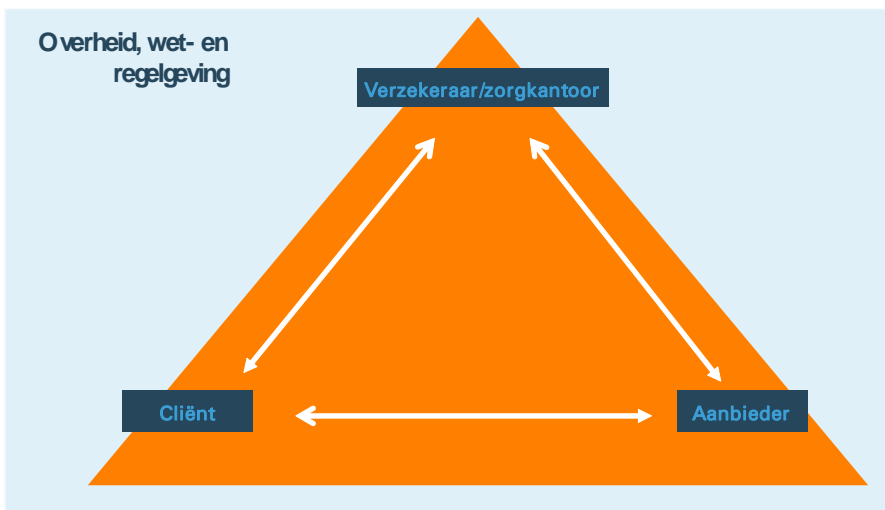 Overheid, wet- en
regelgeving
Verzekeraar/zorgkantoor
Cliënt
Aanbieder